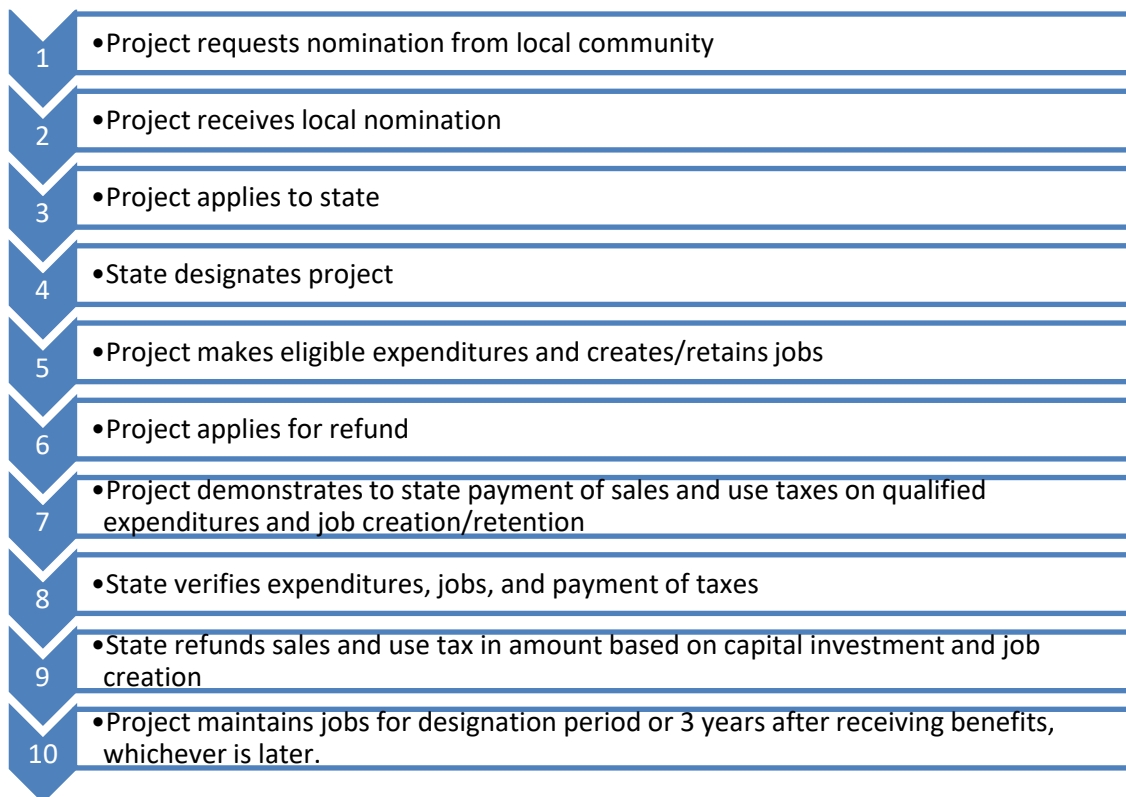 1
•Project requests nomination from local community
2
•Project receives local nomination
3
•Project applies to state
4
•State designates project
5
•Project makes eligible expenditures and creates/retains jobs
6
•Project applies for refund
7
•Project demonstrates to state payment of sales and use taxes on qualified
expenditures and job creation/retention
8
•State verifies expenditures, jobs, and payment of taxes
9
•State refunds sales and use tax in amount based on capital investment and job
creation
10
•Project maintains jobs for designation period or 3 years after receiving benefits,
whichever is later.